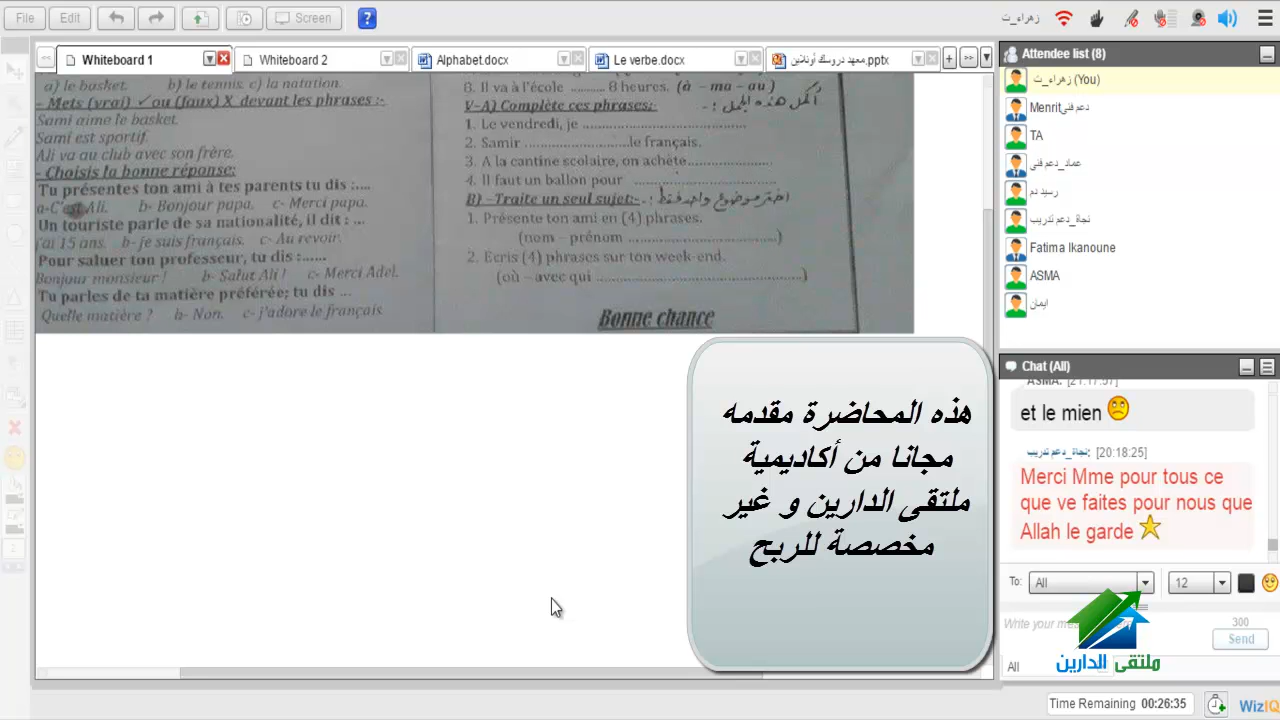 File
Edit
Screen
?
زهراء_ت
Whiteboard 1
Whiteboard 2
Alphabet.docx
Le verbe.docx
معهد دروسك أونلاين.pptx
a) le basket. b) le tennis. c) la natation.
- Mets (vrai) ✓ ou (faux) X devant les phrases :-
Sami aime le basket.
Sami est sportif.
Ali va au club avec son frère.
- Choisis la bonne réponse:
Tu présentes ton ami à tes parents tu dis :....
a-C'est Ali. b- Bonjour papa. c- Merci
Un touriste parle de sa nationalité, il dit : ...
j'ai 15 ans. b- je suis français. c- Au revoir.
Pour saluer ton professeur, tu dis :....
Bonjour monsieur ! b- Salut Ali ! c- Merci Adel.
Tu parles de ta matière préférée; tu dis ...
Quelle matière ? b- Non. c- j'adore le français
8. Il va à l'école ......... 8 heures. (à – ma – au )
V-A) Complète ces phrases:- أكمل هذه الجمل :-
1. Le vendredi, je ...............................................
2. Samir ..............................le français.
3. A la cantine scolaire, on achète........................
4. Il faut un ballon pour ........................................
B) –Traite un seul sujet:- اختر موضوع واحد فقط :-
1. Présente ton ami en (4) phrases.
(nom – prénom ..........................................)
2. Ecris (4) phrases sur ton week-end.
(où – avec qui ..........................................................)
Bonne chance
هذه المحاضرة مقدمه
مجانا من أكاديمية
ملتقى الدارين و غير
مخصصة للربح
Attendee list (8)
زهراء_ت (You)
Menrit دعم فني
TA
عماد_دعم فني
رسيد دم
نجاة_دعم تدريب
Fatima Ikanoune
ASMA
ايمان
Chat (All)
ASMA: [21:17:57]
et le mien
نجاة_دعم تدريب: [20:18:25]
Merci Mme pour tous ce
que ve faites pour nous que
Allah le garde
To: All 12
Write your mes
300
Send
ملتقى الدارين
All
Time Remaining 00:26:35
WizIQ